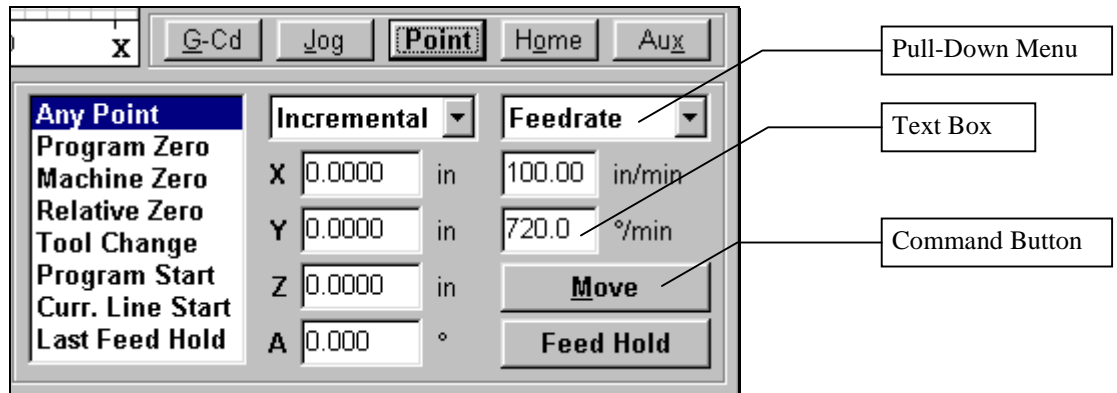 X
G-Cd Jog Point Home Aux
Pull-Down Menu
Any Point
Program Zero
Machine Zero
Relative Zero
Tool Change
Program Start
Curr. Line Start
Last Feed Hold
Incremental Feedrate
X 0.0000 in 100.00 in/min
Y 0.0000 in 720.0 °/min
Z 0.0000 in Move
A 0.000 ° Feed Hold
Text Box
Command Button